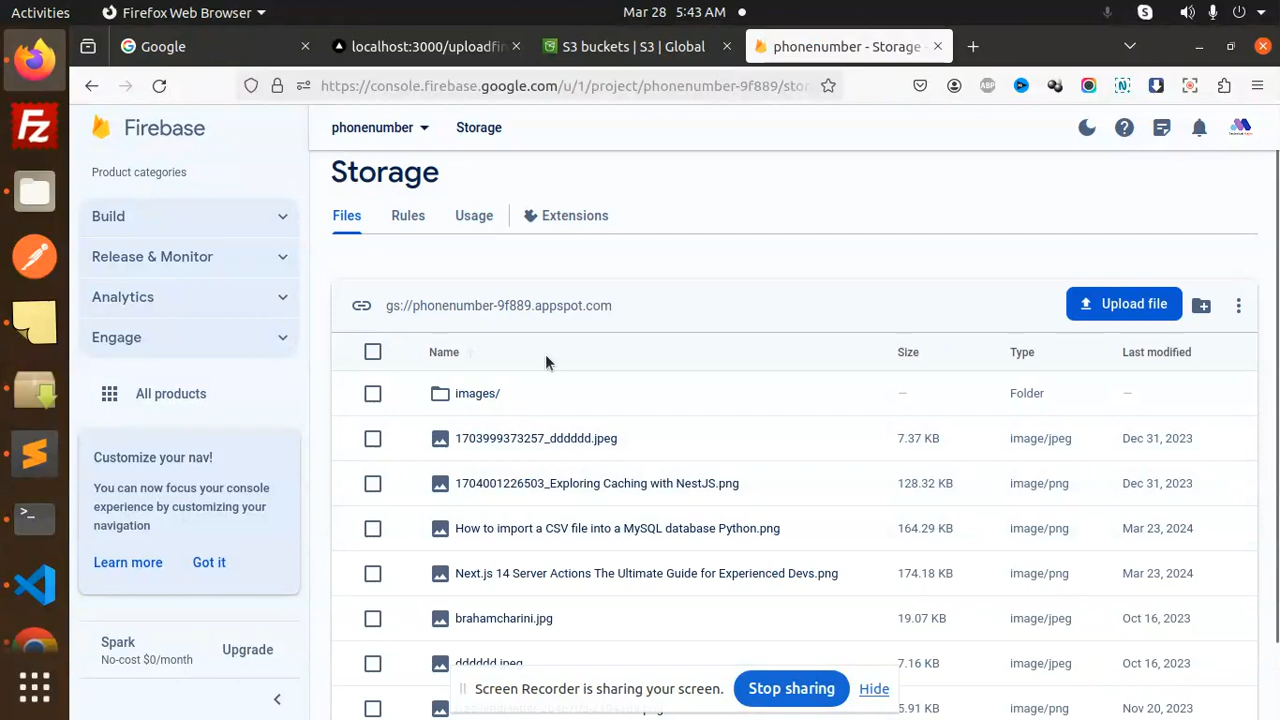 Activities
Firefox Web Browser
Mar 28 5:43 AM
Google
localhost:3000/uploadfi
S3 buckets | S3 | Global
phonenumber - Storage -
https://console.firebase.google.com/u/1/project/phonenumber-9f889/stor
Firebase
phonenumber
Storage
Product categories
Storage
Build
Files
Rules
Usage
Extensions
Release & Monitor
Analytics
gs://phonenumber-9f889.appspot.com
Upload file
Engage
Name
Size
Type
Last modified
All products
images/
—
Folder
—
1703999373257_dddddd.jpeg
7.37 KB
image/jpeg
Dec 31, 2023
Customize your nav!
You can now focus your console
experience by customizing your
navigation
1704001226503_Exploring Caching with NestJS.png
128.32 KB
image/png
Dec 31, 2023
How to import a CSV file into a MySQL database Python.png
164.29 KB
image/png
Mar 23, 2024
Learn more
Got it
Next.js 14 Server Actions The Ultimate Guide for Experienced Devs.png
174.18 KB
image/png
Mar 23, 2024
brahamcharini.jpg
19.07 KB
image/jpeg
Oct 16, 2023
Spark
No-cost $0/month
Upgrade
dddddd.jpeg
7.16 KB
image/jpeg
Oct 16, 2023
Screen Recorder is sharing your screen.
Stop sharing
Hide
5.91 KB
image/png
Nov 20, 2023